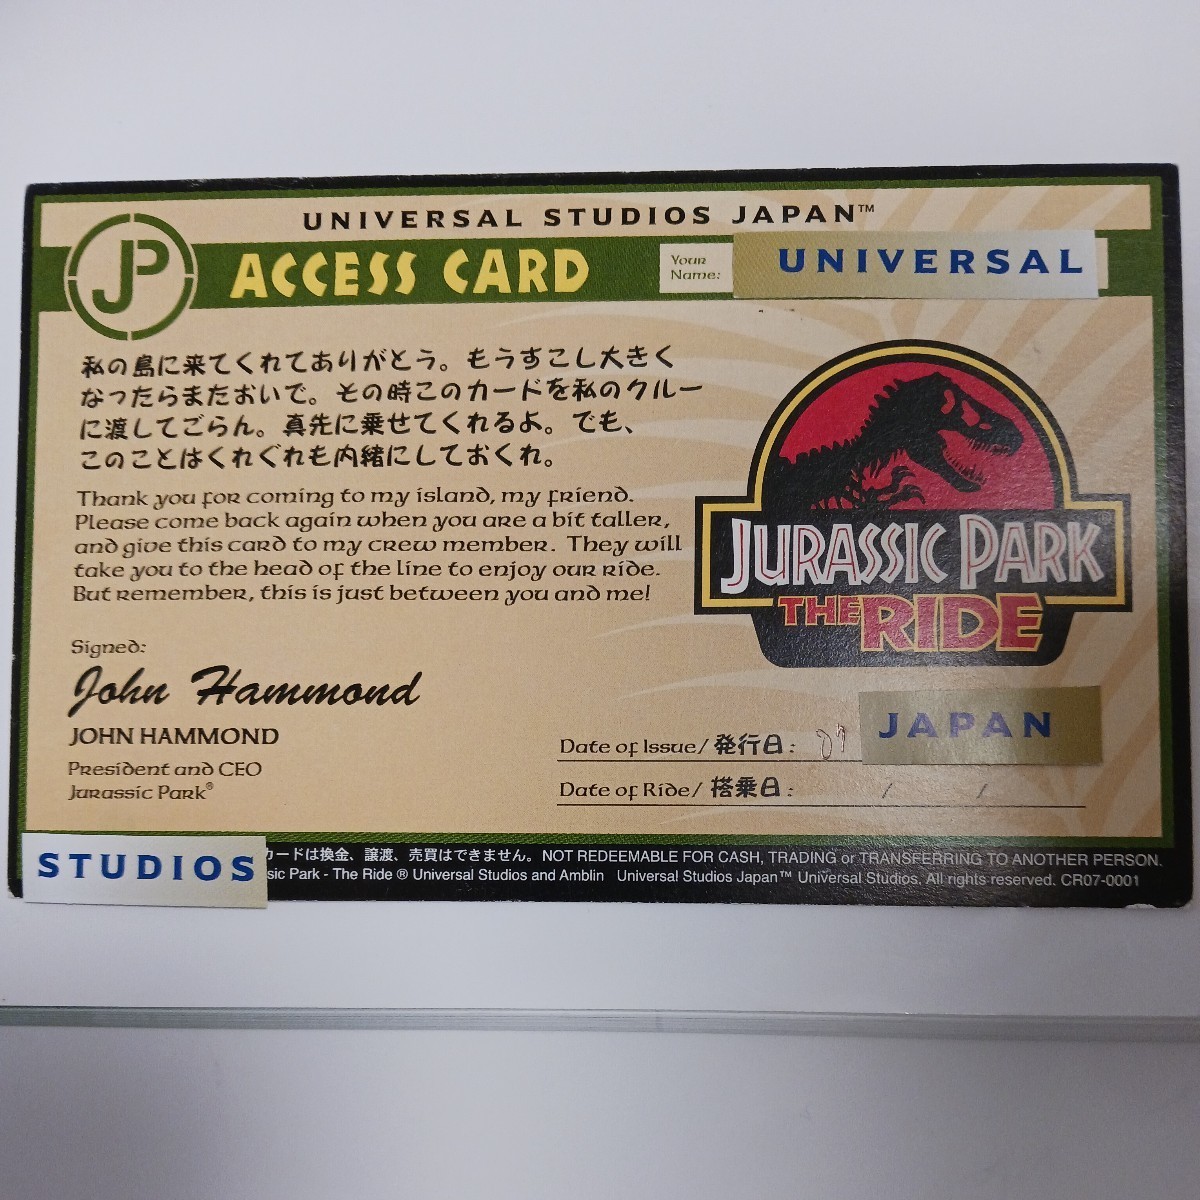 UNIVERSAL STUDIOS JAPAN™
JP
ACCESS CARD
Your
Name:
UNIVERSAL
私の島に来てくれてありがとう。もうすこし大きく
なったらまたおいで。その時このカードを私のクルー
に渡してごらん。真先に乗せてくれるよ。でも、
このことはくれぐれも内緒にしておくれ。
Thank you for coming to my island, my friend.
Please come back again when you are a bit taller,
and give this card to my crew member. They will
take you to the head of the line to enjoy our ride.
But remember, this is just between you and me!
JURASSIC PARK®
THE RIDE
Signed:
John Hammond
JOHN HAMMOND
President and CEO
Jurassic Park®
Date of Issue/発行日: 07
JAPAN
Date of Ride/搭乗日: / /
STUDIOS
カードは換金、譲渡、売買はできません。NOT REDEEMABLE FOR CASH, TRADING or TRANSFERRING TO ANOTHER PERSON.
sic Park - The Ride ® Universal Studios and Amblin Universal Studios Japan™ Universal Studios. All rights reserved. CR07-0001